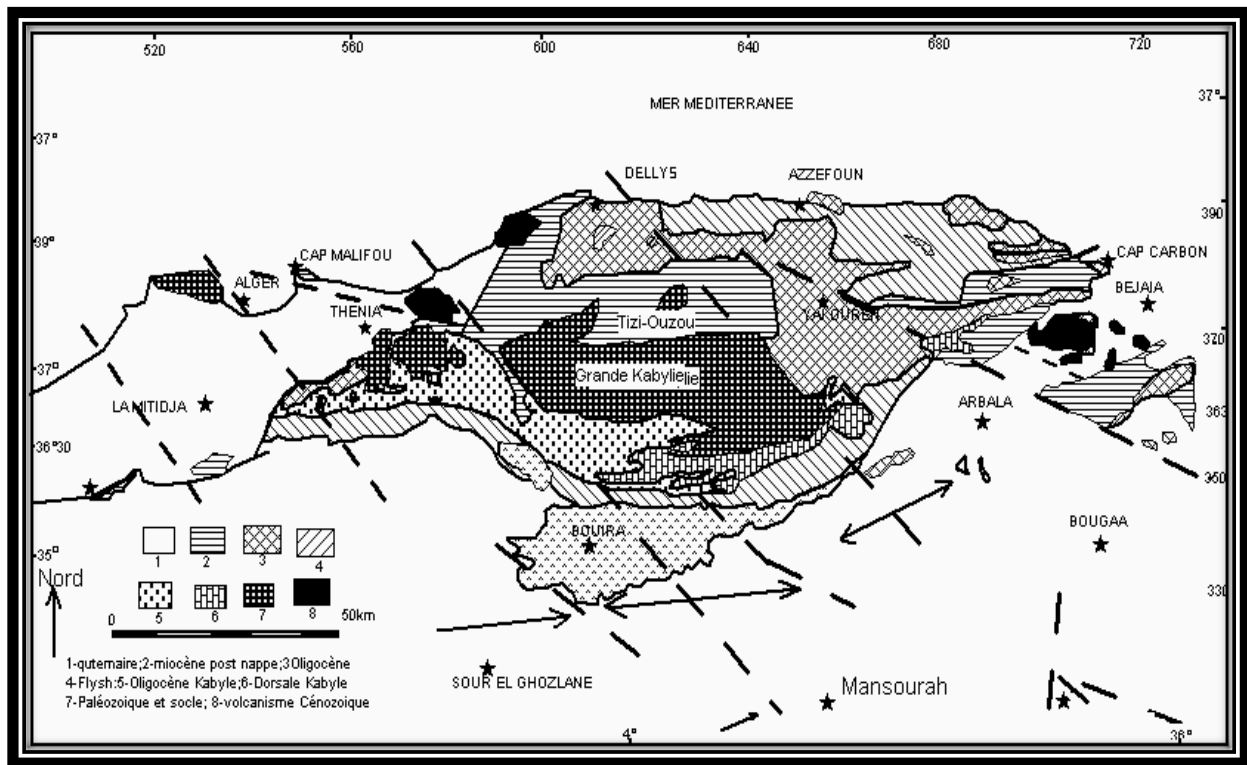 520 560 600 640 680 720
MER MEDITERRANEE
37°
37°
DELLYS AZZEFOUN
390
39°
CAP MALIFOU CAP CARBON
ALGER BEJAIA
THENIA
Tizi-Ouzou YAKOUREN 320
37°
Grande Kabylie lie
LA MITIDJA ARBALA 363
36°30
350
BOUIRA BOUGAA
35°
1 2 3 4
Nord 330
5 6 7 8
0 50km
1-quternaire;2-miocène post nappe;3Oligocène
4-Flysh:5-Oligocène Kabyle;6-Dorsale Kabyle
7-Paléozoique et socle; 8-volcanisme Cénozoique
SOUR EL GHOZLANE Mansourah
4° 36°